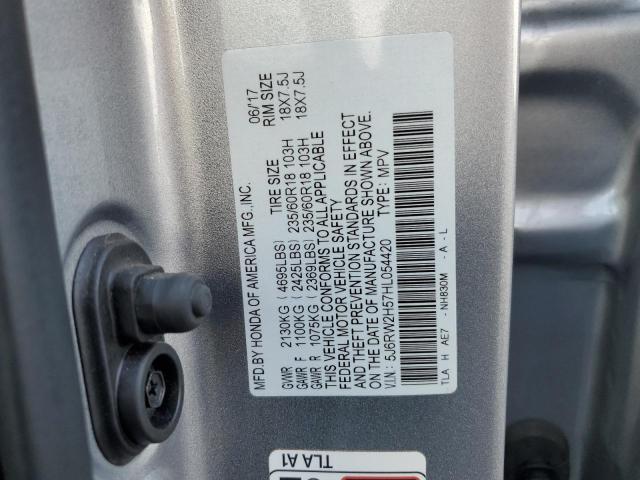 MFD.BY HONDA OF AMERICA MFG.,INC. 06/17
TIRE SIZE RIM SIZE
GVWR 2130KG (4695LBS)
GAWR F 1100KG (2425LBS) 235/60R18 103H 18X7.5J
GAWR R 1075KG (2369LBS) 235/60R18 103H 18X7.5J
THIS VEHICLE CONFORMS TO ALL APPLICABLE
FEDERAL MOTOR VEHICLE SAFETY
AND THEFT PREVENTION STANDARDS IN EFFECT
ON THE DATE OF MANUFACTURE SHOWN ABOVE.
V.I.N: 5J6RW2H57HL054420 TYPE: MPV
TLA H AE7 - NH830M - A - L
TLA A1